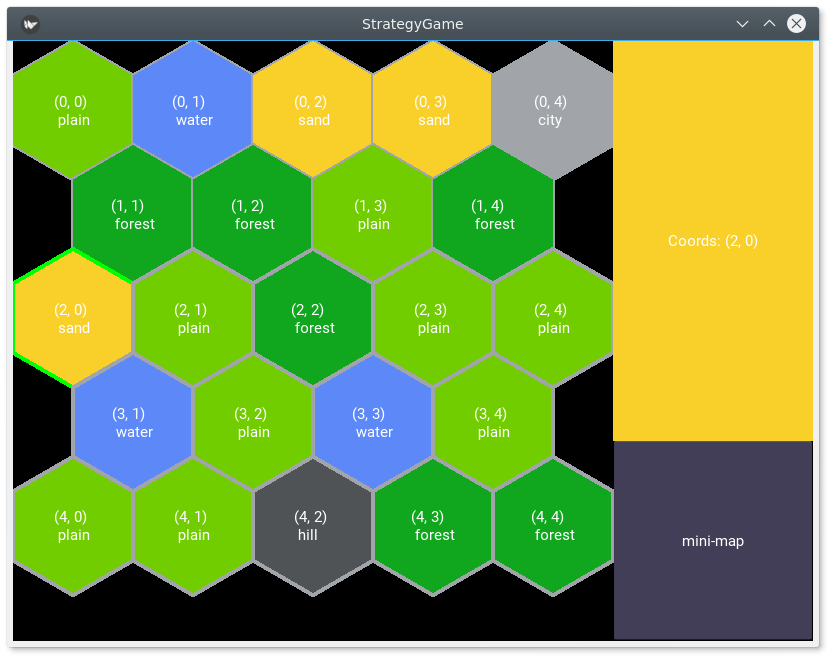 StrategyGame
(0, 0)
plain
(0, 1)
water
(0, 2)
sand
(0, 3)
sand
(0, 4)
city
(1, 1)
forest
(1, 2)
forest
(1, 3)
plain
(1, 4)
forest
Coords: (2, 0)
(2, 0)
sand
(2, 1)
plain
(2, 2)
forest
(2, 3)
plain
(2, 4)
plain
(3, 1)
water
(3, 2)
plain
(3, 3)
water
(3, 4)
plain
(4, 0)
plain
(4, 1)
plain
(4, 2)
hill
(4, 3)
forest
(4, 4)
forest
mini-map